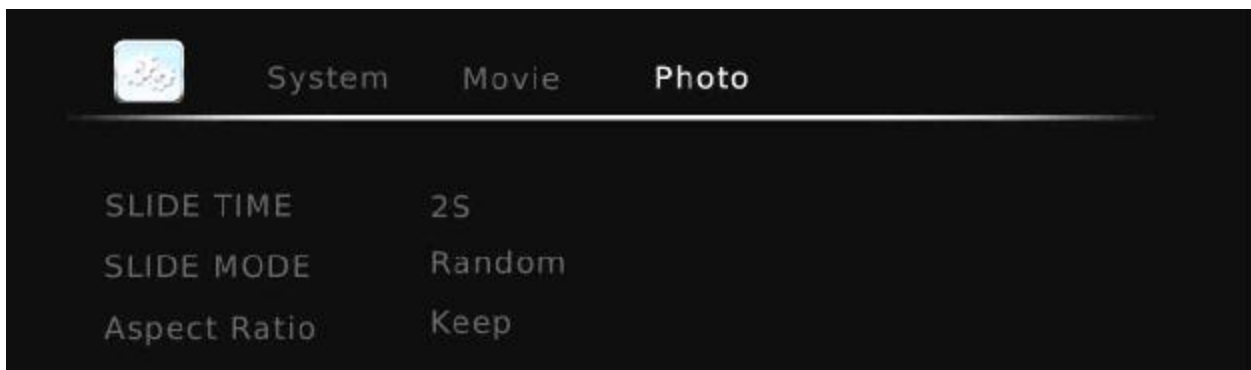 System Movie Photo
SLIDE TIME 2S
SLIDE MODE Random
Aspect Ratio Keep